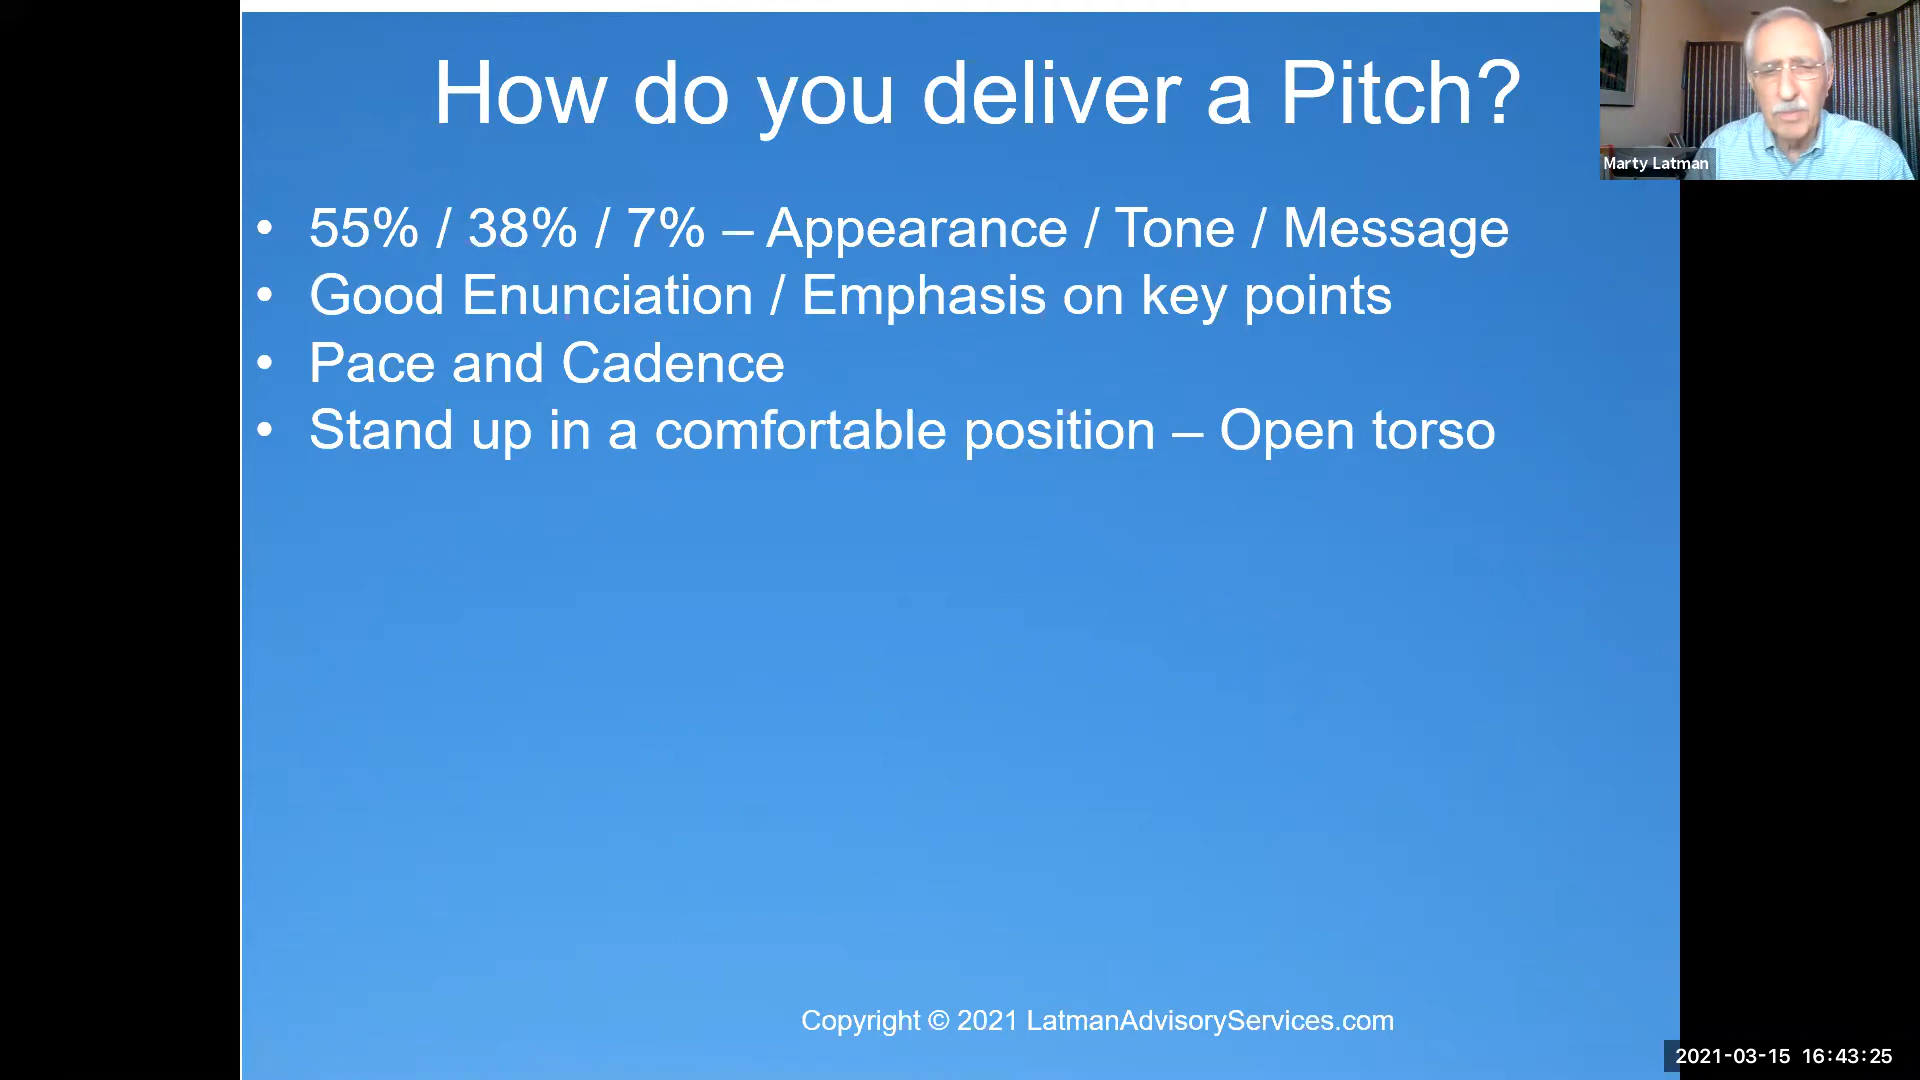 How do you deliver a Pitch?
Marty Latman
• 55% / 38% / 7% – Appearance / Tone / Message
• Good Enunciation / Emphasis on key points
• Pace and Cadence
• Stand up in a comfortable position – Open torso
Copyright © 2021 LatmanAdvisoryServices.com
2021-03-15 16:43:25